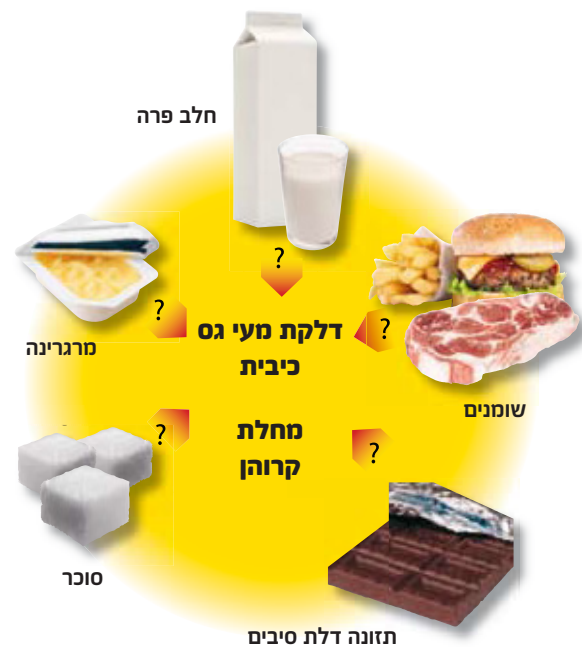 חלב פרה
?
מרגרינה
?
דלקת מעי גס
כיבית
?
שומנים
?
מחלת
קרוהן
?
סוכר
תזונה דלת סיבים